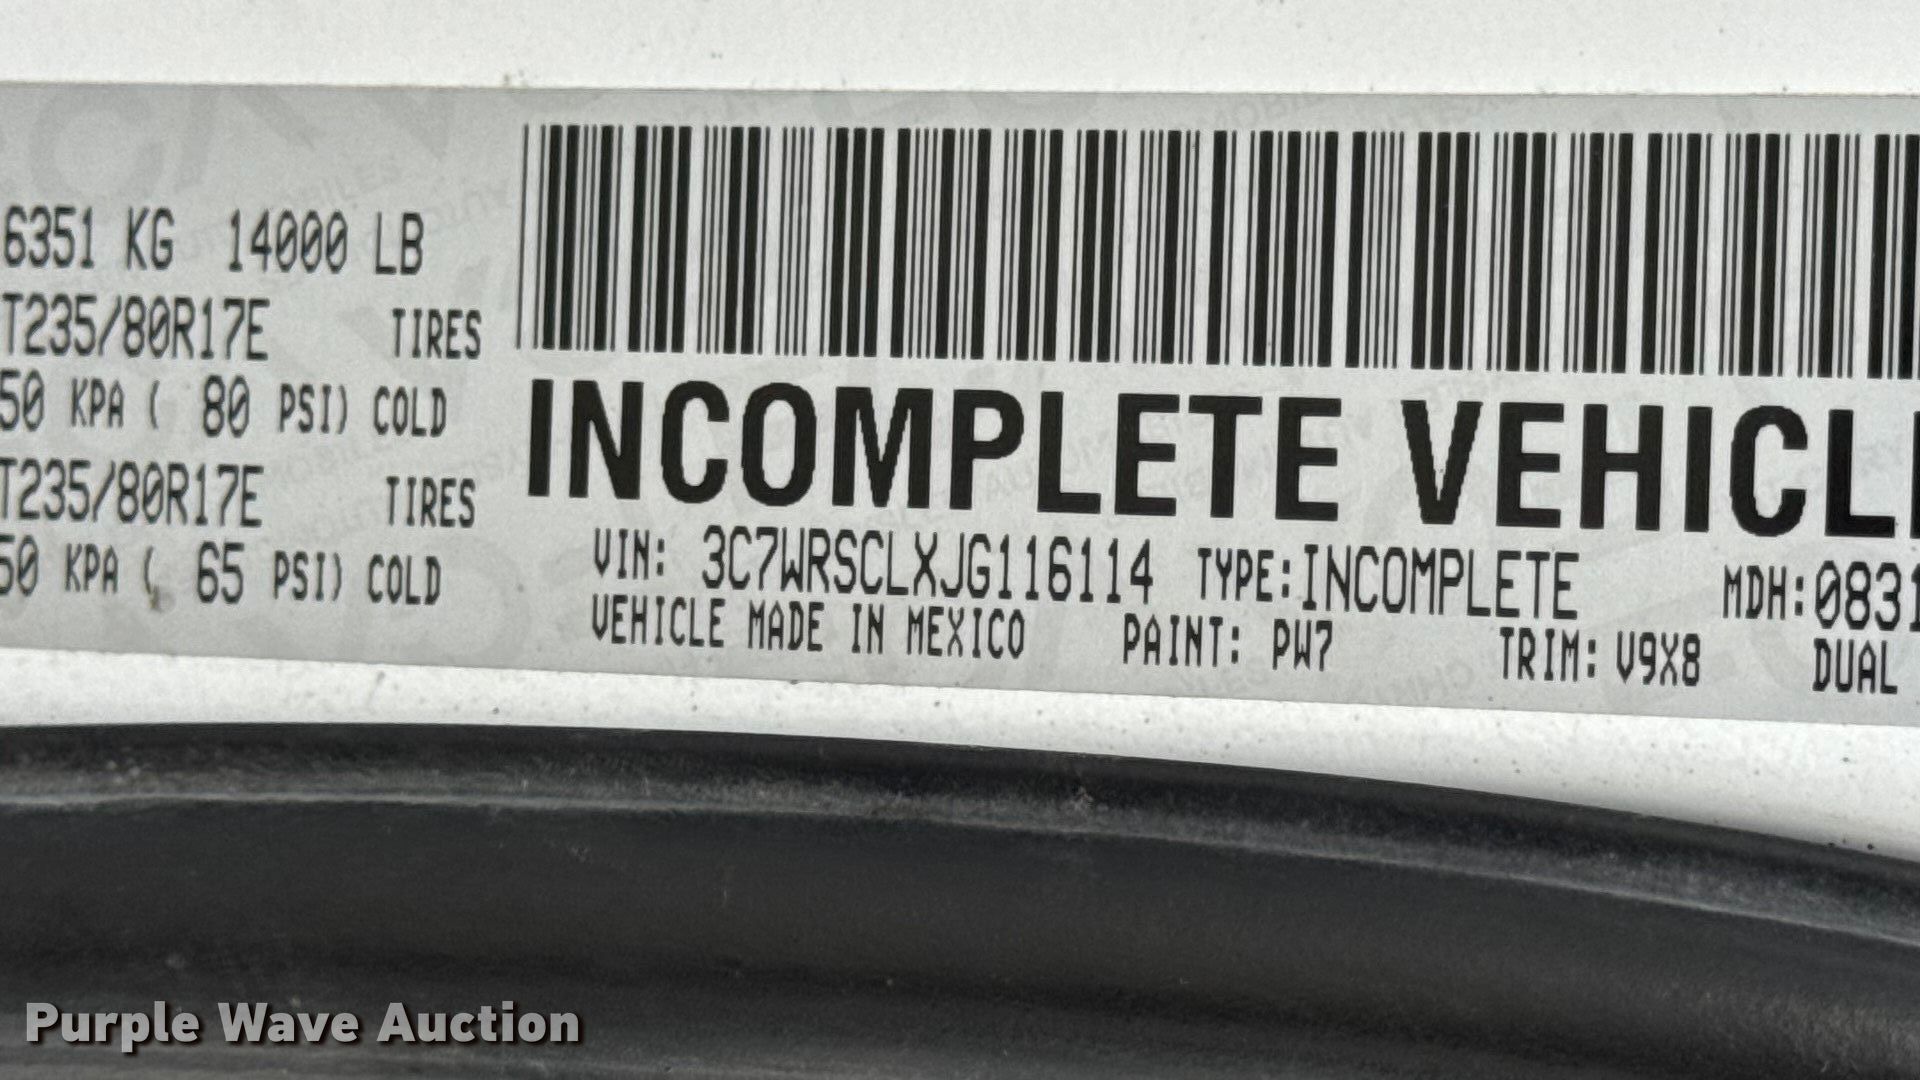 6351 KG 14000 LB
T235/80R17E TIRES
50 KPA ( 80 PSI) COLD
T235/80R17E TIRES
50 KPA ( 65 PSI) COLD
INCOMPLETE VEHICLE
VIN: 3C7WRSCLXJG116114 TYPE:INCOMPLETE MDH:0831
VEHICLE MADE IN MEXICO PAINT: PW7 TRIM: V9X8 DUAL
Purple Wave Auction